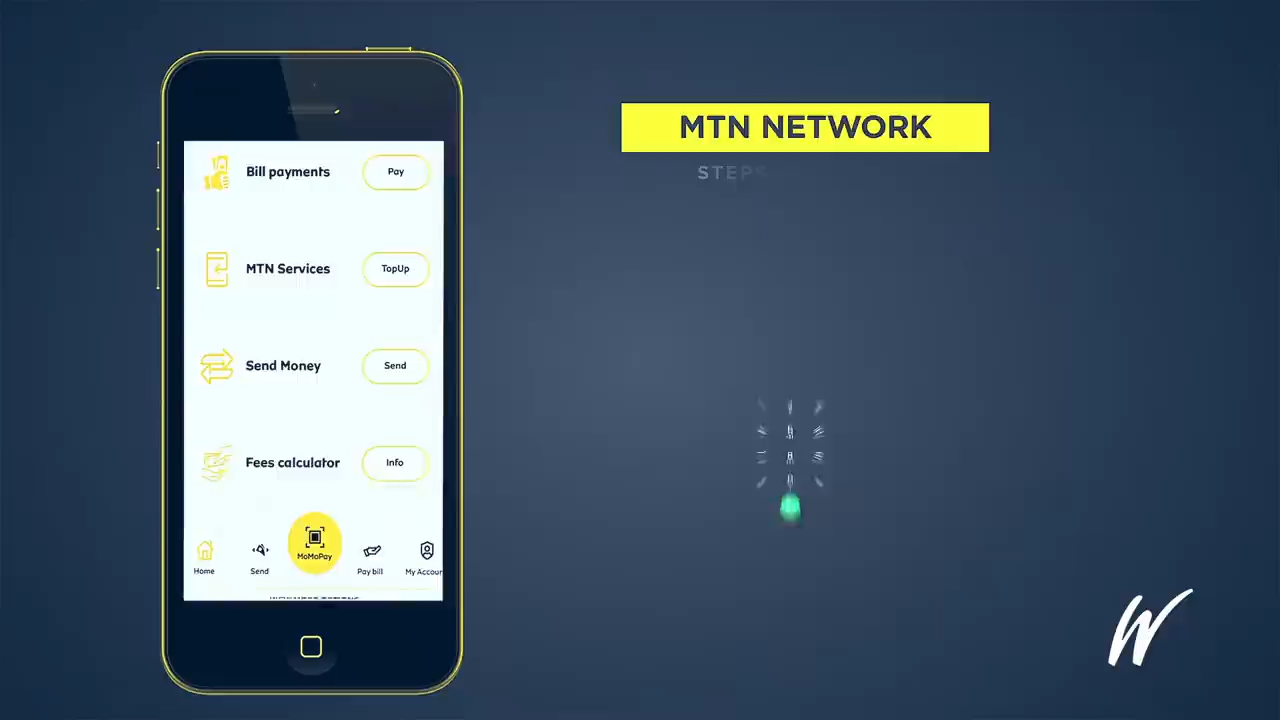 Bill payments
Pay
MTN Services
TopUp
Send Money
Send
Fees calculator
Info
Home
Send
MoMoPay
Pay bill
My Accoun
MTN NETWORK
STEPS
W